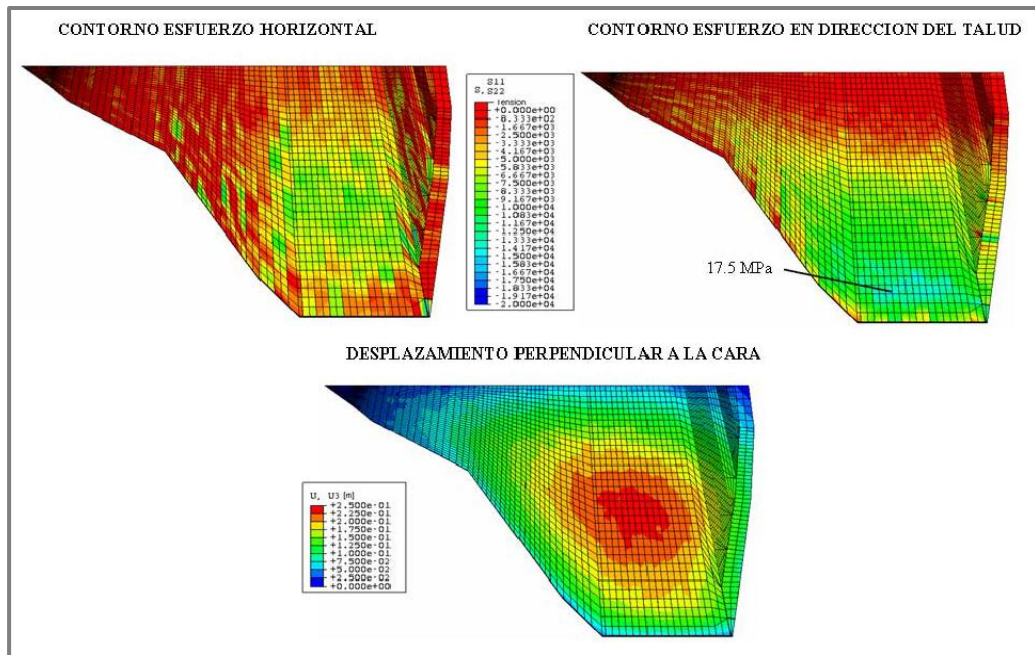 CONTORNO ESFUERZO HORIZONTAL
CONTORNO ESFUERZO EN DIRECCION DEL TALUD
S11
S, S22
Tension
+0.000e+00
-8.333e+02
-1.667e+03
-2.500e+03
-3.333e+03
-4.167e+03
-5.000e+03
-5.833e+03
-6.667e+03
-7.500e+03
-8.333e+03
-9.167e+03
-1.000e+04
-1.083e+04
-1.167e+04
-1.250e+04
-1.333e+04
-1.417e+04
-1.500e+04
-1.583e+04
-1.667e+04
-1.750e+04
-1.833e+04
-1.917e+04
-2.000e+04
17.5 MPa
DESPLAZAMIENTO PERPENDICULAR A LA CARA
U, U3 [m]
+2.500e-01
+2.250e-01
+2.000e-01
+1.750e-01
+1.500e-01
+1.250e-01
+1.000e-01
+7.500e-02
+5.000e-02
+2.500e-02
+0.000e+00